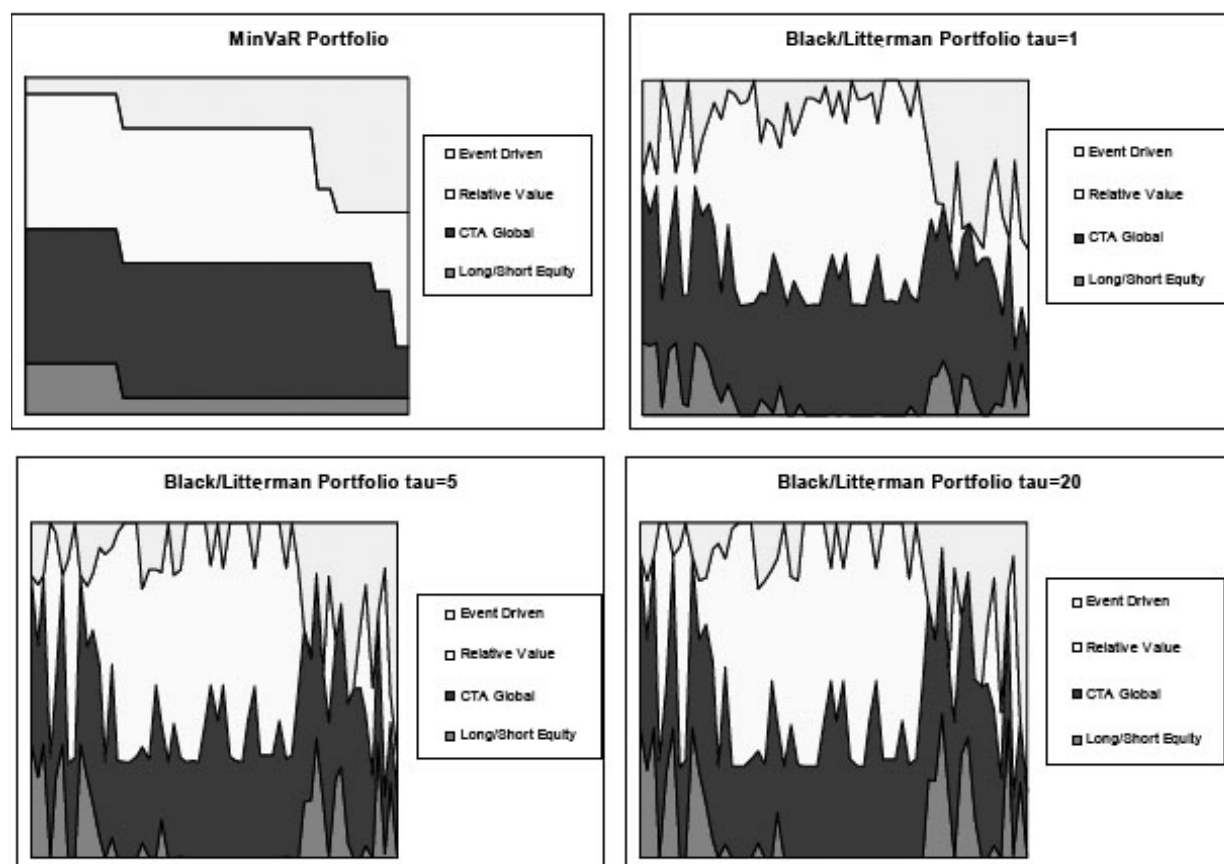 MinVaR Portfolio
Event Driven
Relative Value
CTA Global
Long/Short Equity
Black/Litterman Portfolio tau=1
Event Driven
Relative Value
CTA Global
Long/Short Equity
Black/Litterman Portfolio tau=5
Event Driven
Relative Value
CTA Global
Long/Short Equity
Black/Litterman Portfolio tau=20
Event Driven
Relative Value
CTA Global
Long/Short Equity